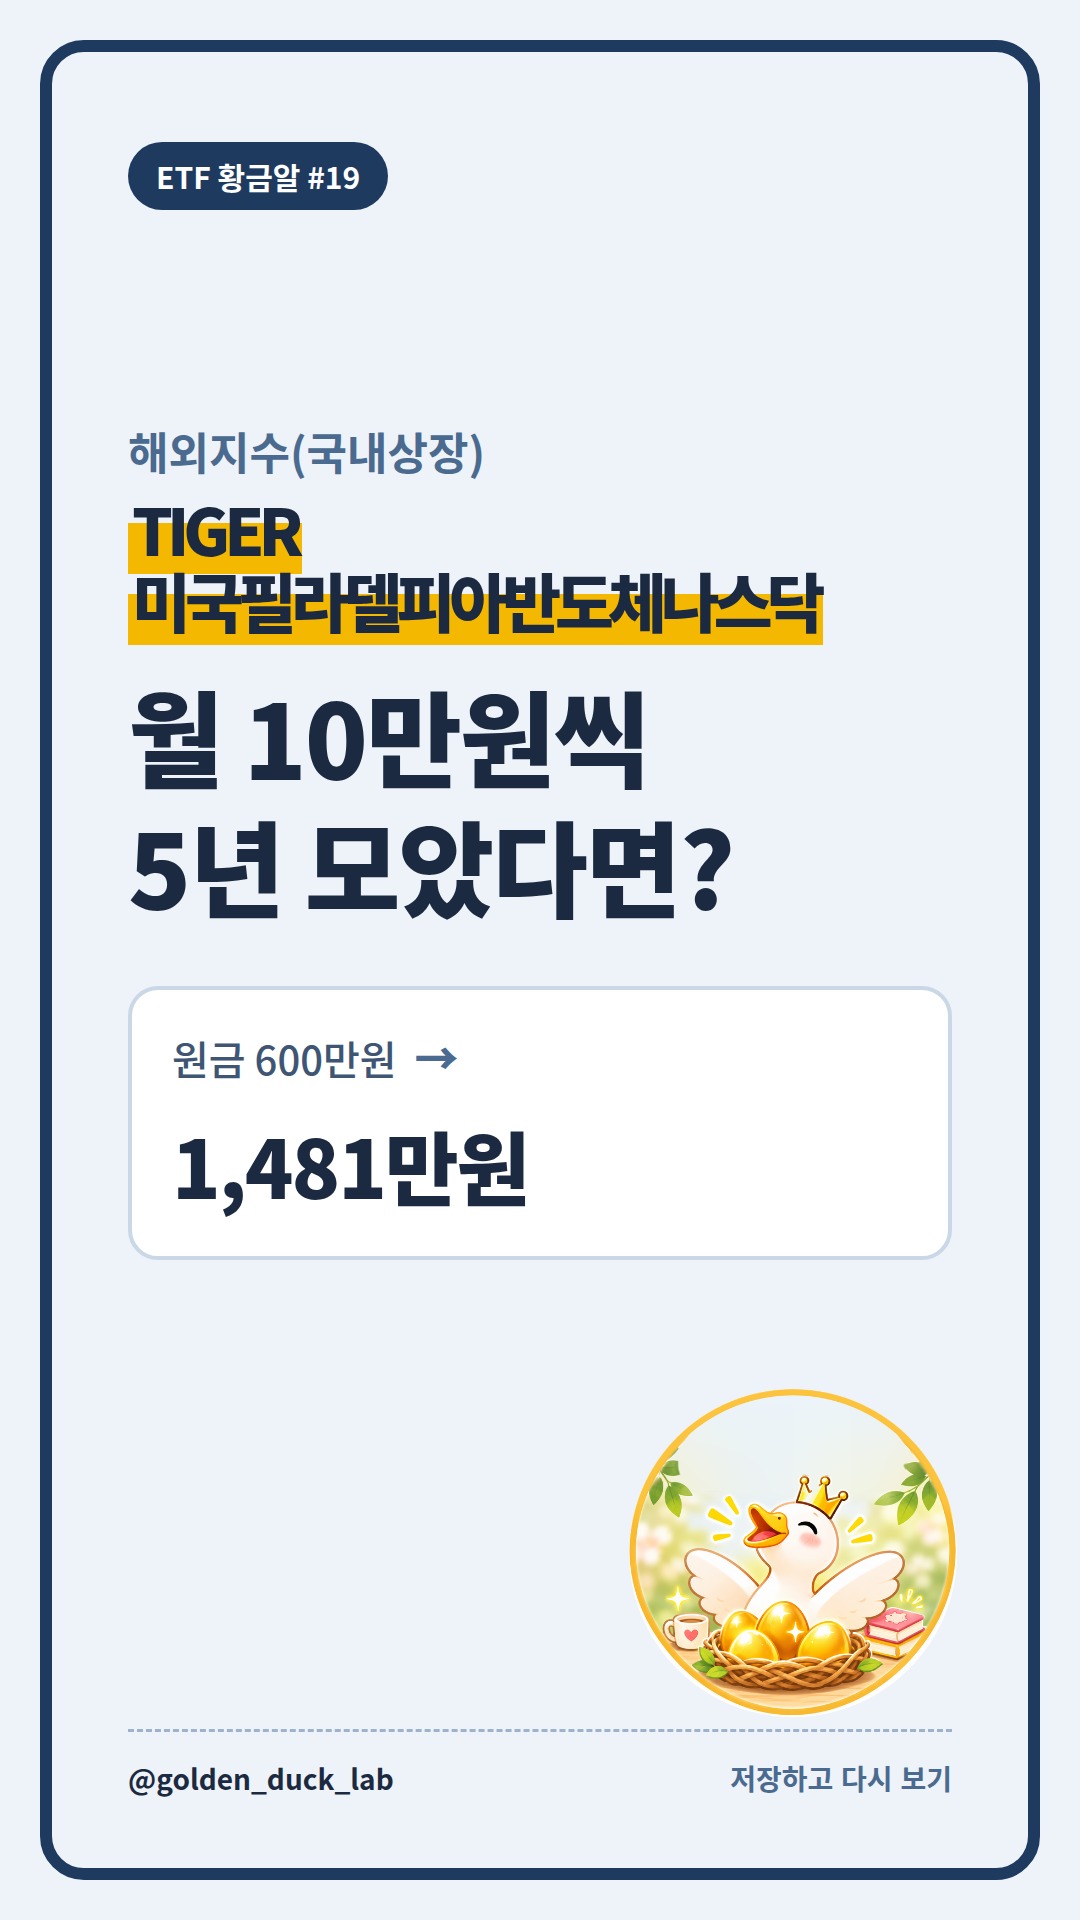 ETF 황금알 #19
해외지수(국내상장)
TIGER
미국필라델피아반도체나스닥
월 10만원씩
5년 모았다면?
원금 600만원 →
1,481만원
@golden_duck_lab
저장하고 다시 보기